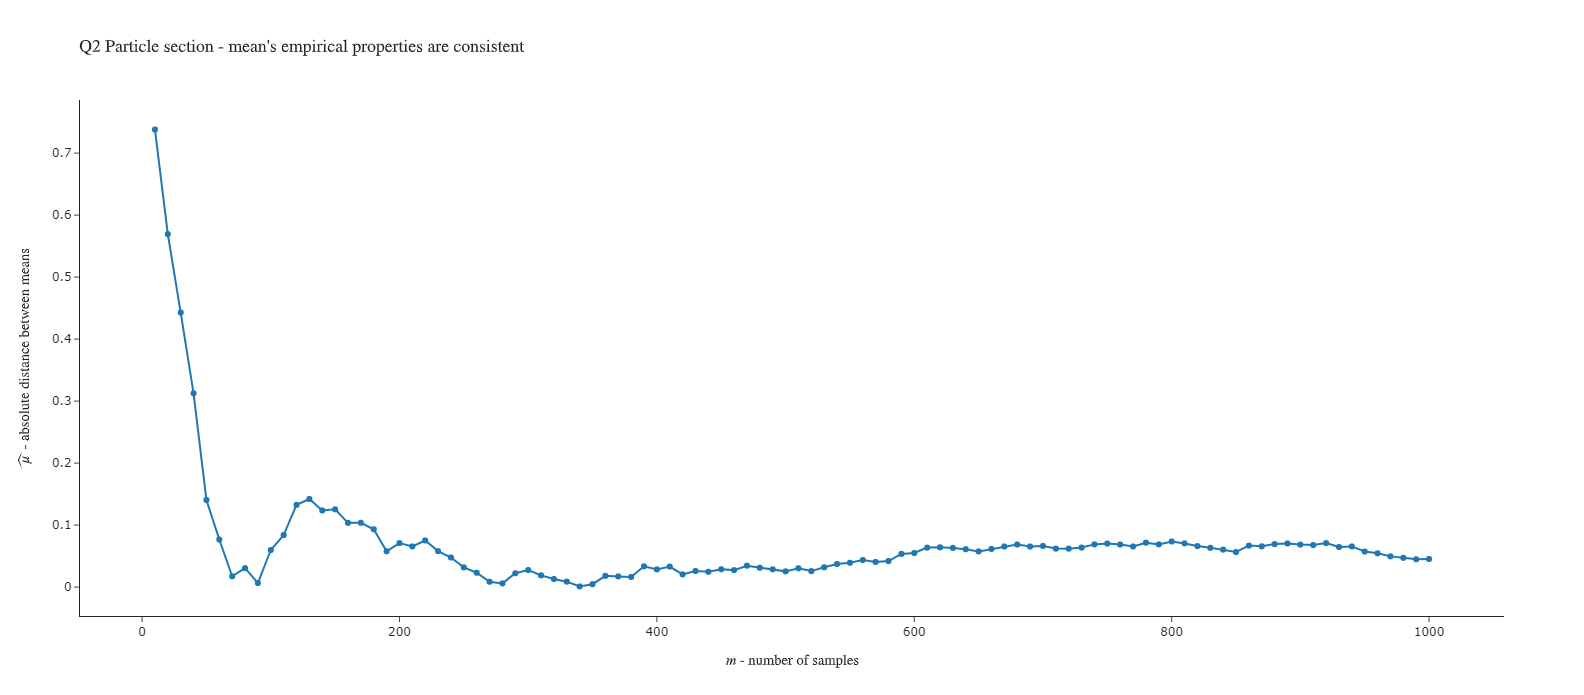 Q2 Particle section - mean's empirical properties are consistent
0.7
0.6
0.5
0.4
0.3
0.2
0.1
0
μ̂ - absolute distance between means
0 200 400 600 800 1000
m - number of samples